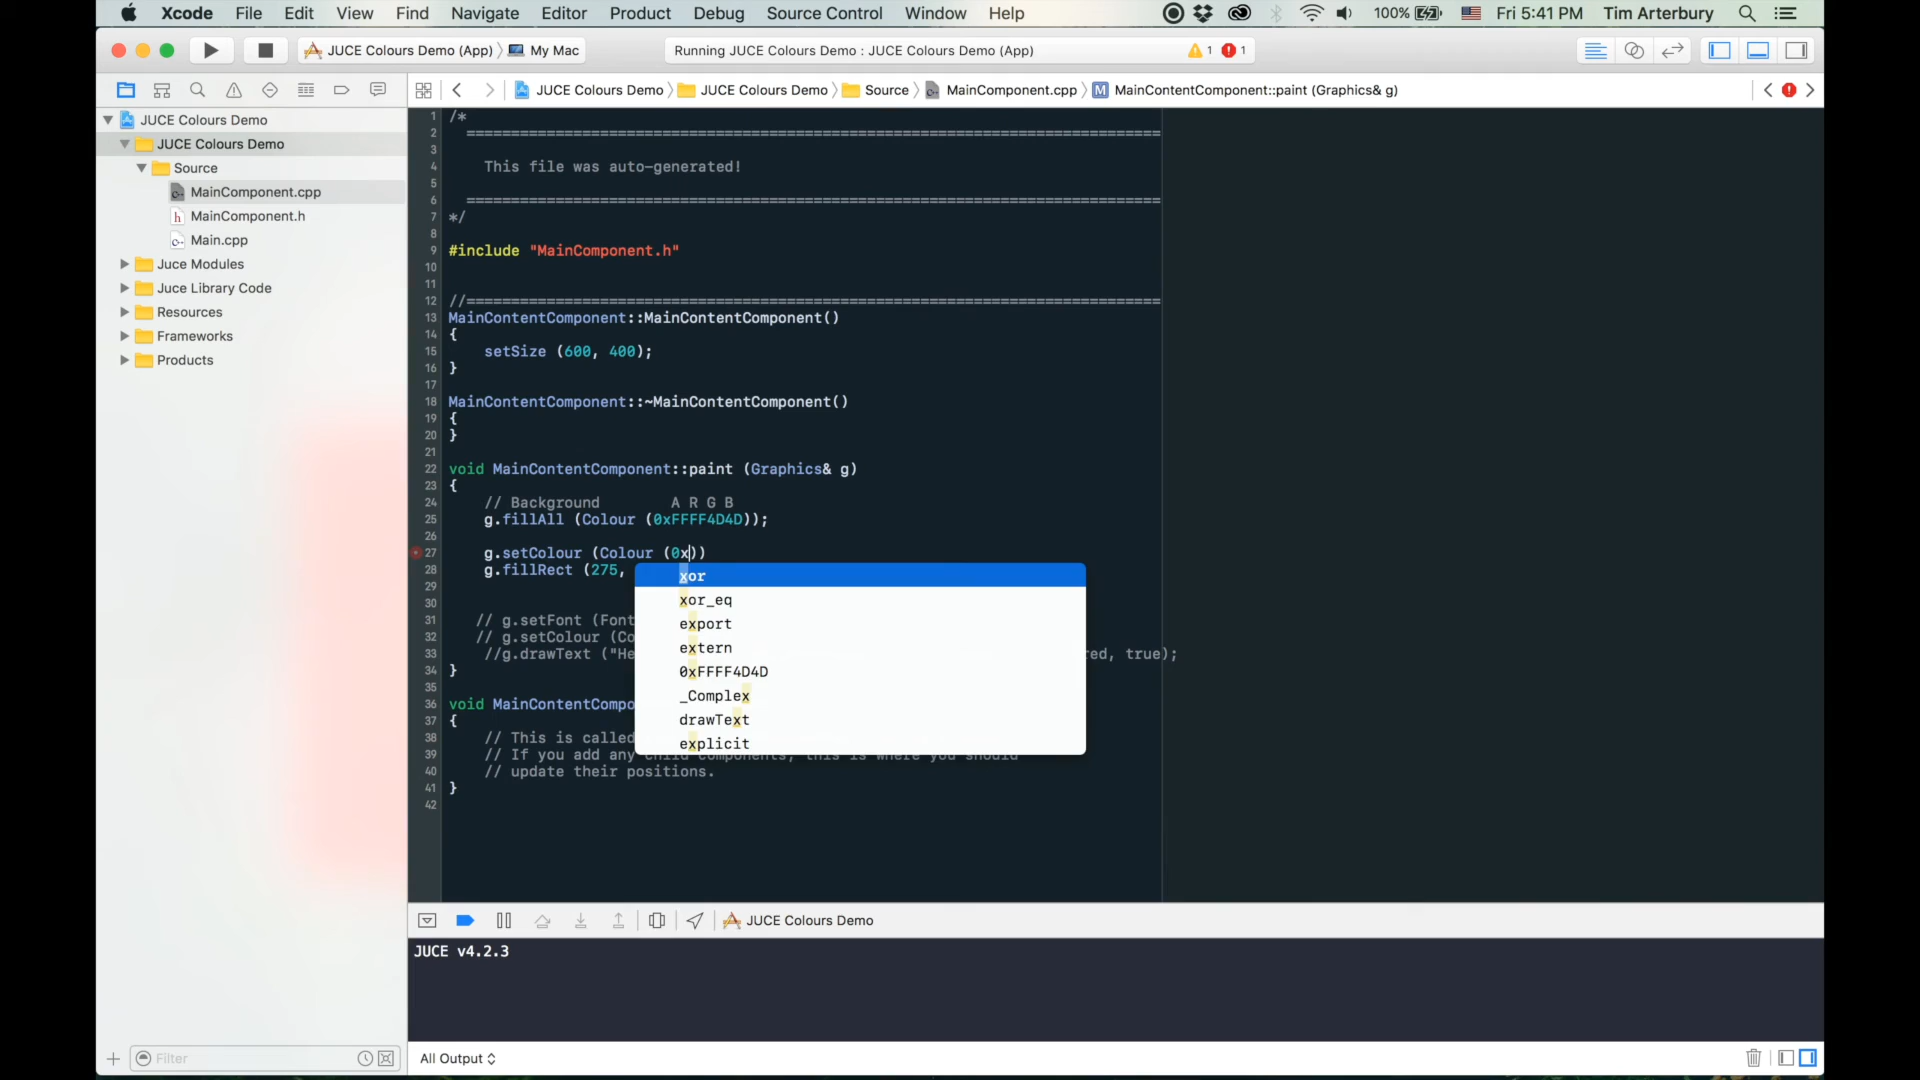 Xcode File Edit View Find Navigate Editor Product Debug Source Control Window Help 100% Fri 5:41 PM Tim Arterbury
JUCE Colours Demo (App) My Mac Running JUCE Colours Demo : JUCE Colours Demo (App) 1 1
JUCE Colours Demo Source MainComponent.cpp M MainContentComponent::paint (Graphics& g)
JUCE Colours Demo
JUCE Colours Demo
Source
MainComponent.cpp
h MainComponent.h
Main.cpp
Juce Modules
Juce Library Code
Resources
Frameworks
Products
JUCE Colours Demo
1 /*
2 ==============================================================================
3
4 This file was auto-generated!
5
6 ==============================================================================
7 */
8
9 #include "MainComponent.h"
10
11
12 //==============================================================================
13 MainContentComponent::MainContentComponent()
14 {
15 setSize (600, 400);
16 }
17
18 MainContentComponent::~MainContentComponent()
19 {
20 }
21
22 void MainContentComponent::paint (Graphics& g)
23 {
24 // Background A R G B
25 g.fillAll (Colour (0xFFFF4D4D));
26
27 g.setColour (Colour (0x))
28 g.fillRect (275,
29
30
31 // g.setFont (Font
32 // g.setColour (Co
33 //g.drawText ("He red, true);
34 }
35
36 void MainContentCompo
37 {
38 // This is called
39 // If you add any child components, this is where you should
40 // update their positions.
41 }
42
xor
xor_eq
export
extern
0xFFFF4D4D
_Complex
drawText
explicit
JUCE Colours Demo
JUCE v4.2.3
Filter
All Output